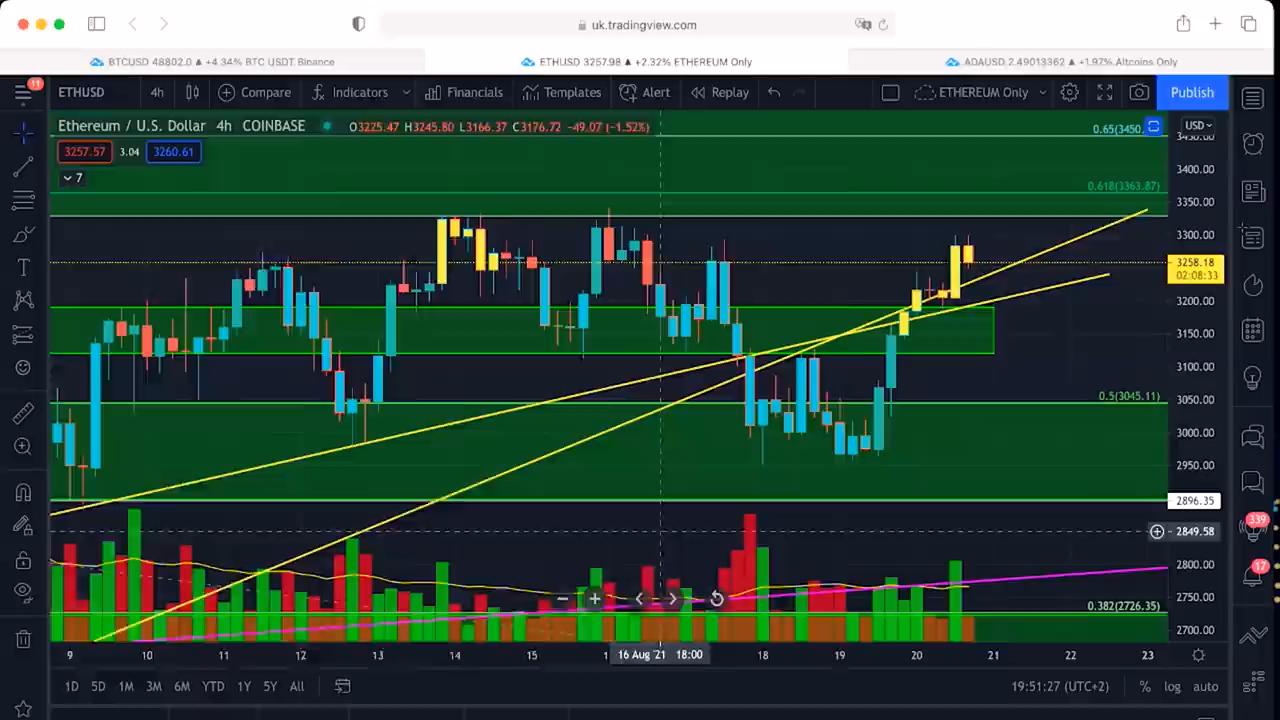 uk.tradingview.com
BTCUSD 48802.0 ▲ +4.34% BTC USDT Binance
ETHUSD 3257.98 ▲ +2.32% ETHEREUM Only
ADAUSD 2.49013362 ▲ +1.97% Altcoins Only
11
ETHUSD 4h Compare Indicators Financials Templates Alert Replay ETHEREUM Only Publish
Ethereum / U.S. Dollar 4h COINBASE O3225.47 H3245.80 L3166.37 C3176.72 -49.07 (-1.52%)
0.65(3450.
USD
3257.57 3.04 3260.61
7
3400.00
0.618(3363.87)
3350.00
3300.00
3258.18
02:08:33
3200.00
3150.00
3100.00
0.5(3045.11)
3050.00
3000.00
2950.00
2896.35
2849.58
339
2800.00
17
2750.00
0.382(2726.35)
2700.00
9 10 11 12 13 14 15 1 16 Aug '21 18:00 18 19 20 21 22 23
1D 5D 1M 3M 6M YTD 1Y 5Y All 19:51:27 (UTC+2) % log auto